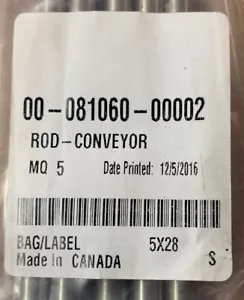 00-081060-00002
ROD-CONVEYOR
MQ 5 Date Printed: 12/5/2016
BAG/LABEL 5X28
Made In CANADA S